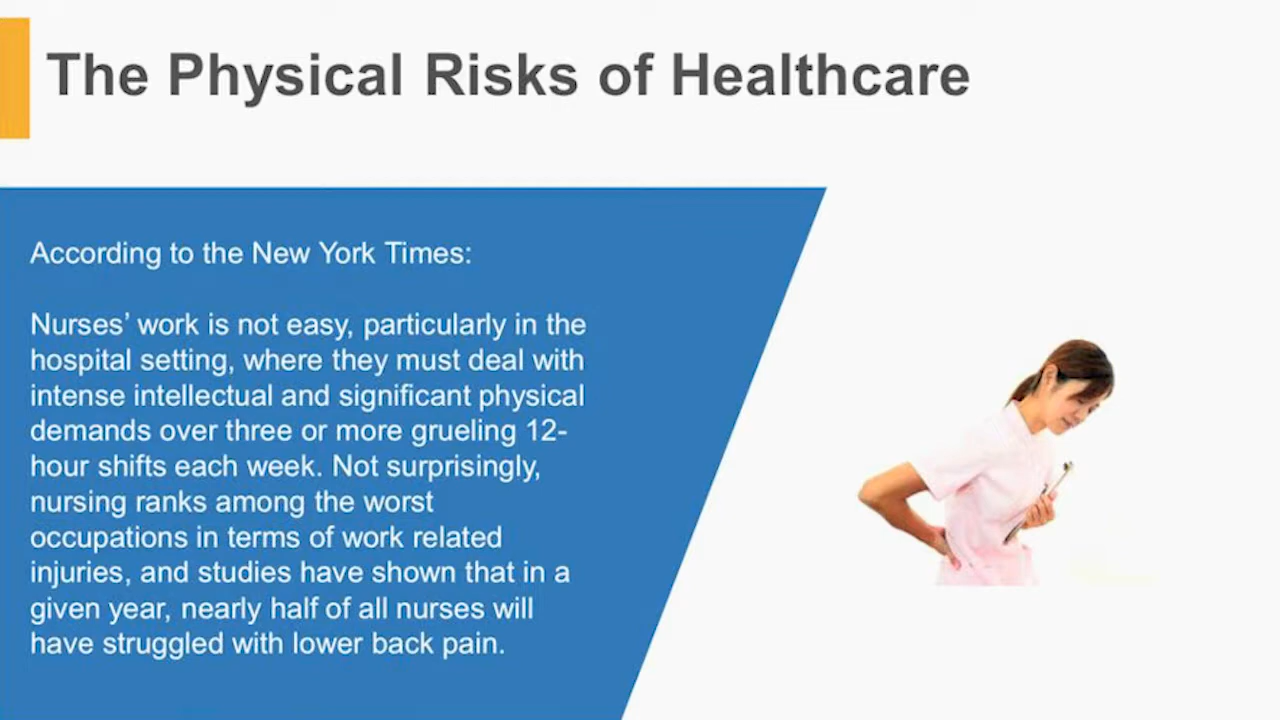 The Physical Risks of Healthcare
According to the New York Times:
Nurses’ work is not easy, particularly in the
hospital setting, where they must deal with
intense intellectual and significant physical
demands over three or more grueling 12-
hour shifts each week. Not surprisingly,
nursing ranks among the worst
occupations in terms of work related
injuries, and studies have shown that in a
given year, nearly half of all nurses will
have struggled with lower back pain.